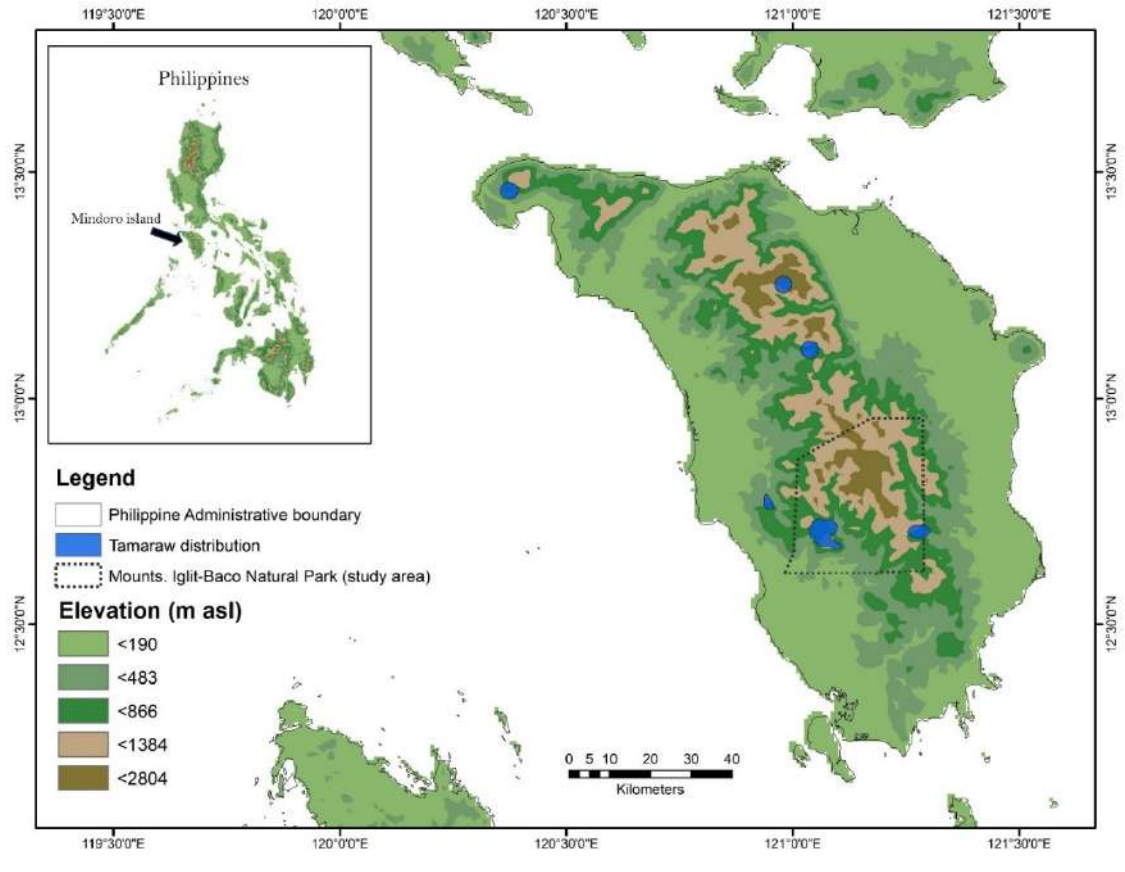 119°30'0"E
120°0'0"E
120°30'0"E
121°0'0"E
121°30'0"E
Philippines
Mindoro island
13°30'0"N
13°30'0"N
13°0'0"N
13°0'0"N
12°30'0"N
12°30'0"N
Legend
Philippine Administrative boundary
Tamaraw distribution
Mounts. Iglit-Baco Natural Park (study area)
Elevation (m asl)
<190
<483
<866
<1384
<2804
0 5 10 20 30 40
Kilometers
119°30'0"E
120°0'0"E
120°30'0"E
121°0'0"E
121°30'0"E